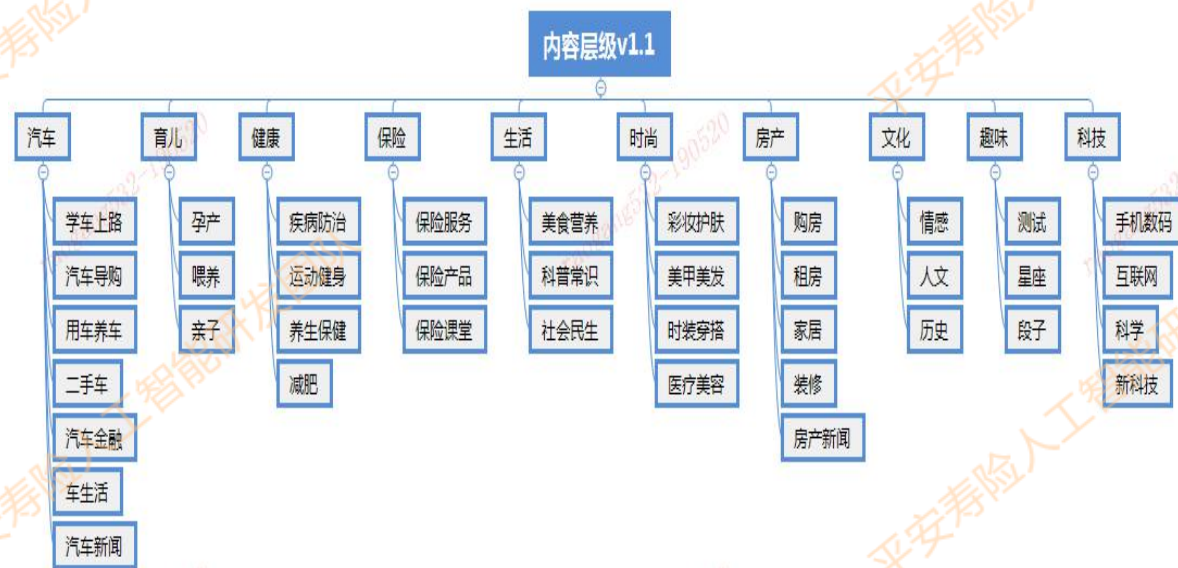 内容层级v1.1
汽车 育儿 健康 保险 生活 时尚 房产 文化 趣味 科技
学车上路 孕产 疾病防治 保险服务 美食营养 彩妆护肤 购房 情感 测试 手机数码
汽车导购 喂养 运动健身 保险产品 科普常识 美甲美发 租房 人文 星座 互联网
用车养车 亲子 养生保健 保险课堂 社会民生 时装穿搭 家居 历史 段子 科学
二手车 减肥 医疗美容 装修 新科技
汽车金融 房产新闻
车生活
汽车新闻
平安寿险人工智能研发团队